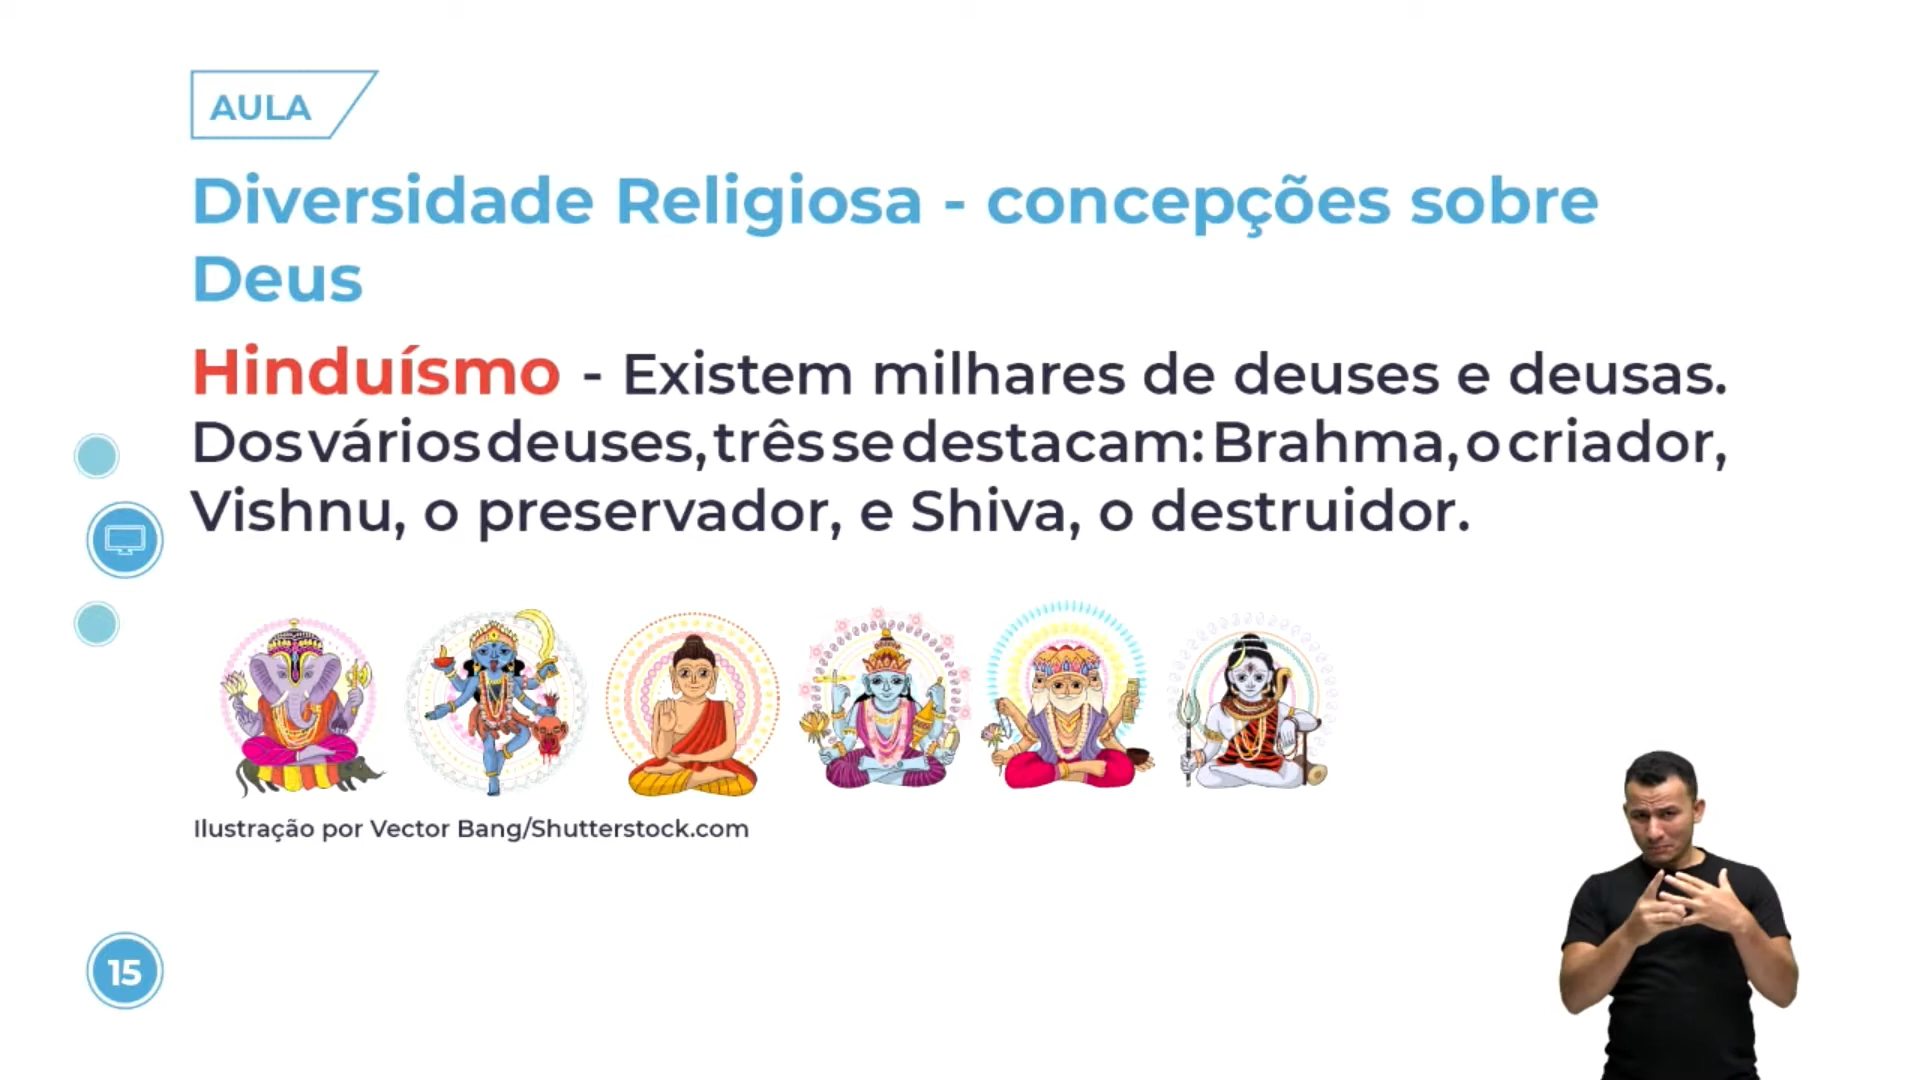 AULA
Diversidade Religiosa - concepções sobre
Deus
Hinduísmo - Existem milhares de deuses e deusas.
Dos vários deuses, três se destacam: Brahma, o criador,
Vishnu, o preservador, e Shiva, o destruidor.
Ilustração por Vector Bang/Shutterstock.com
15